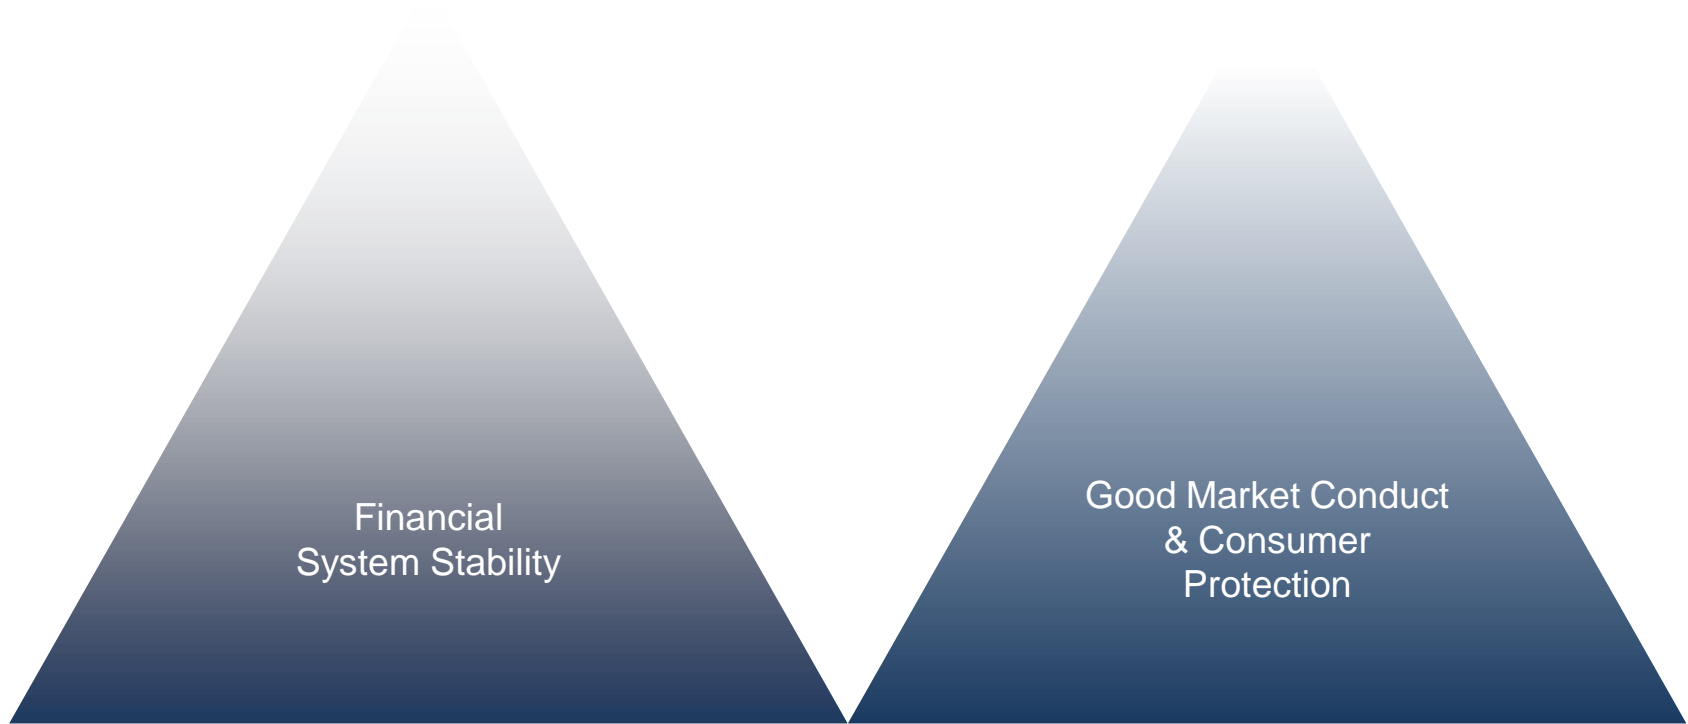 Financial
System Stability
Good Market Conduct
& Consumer
Protection